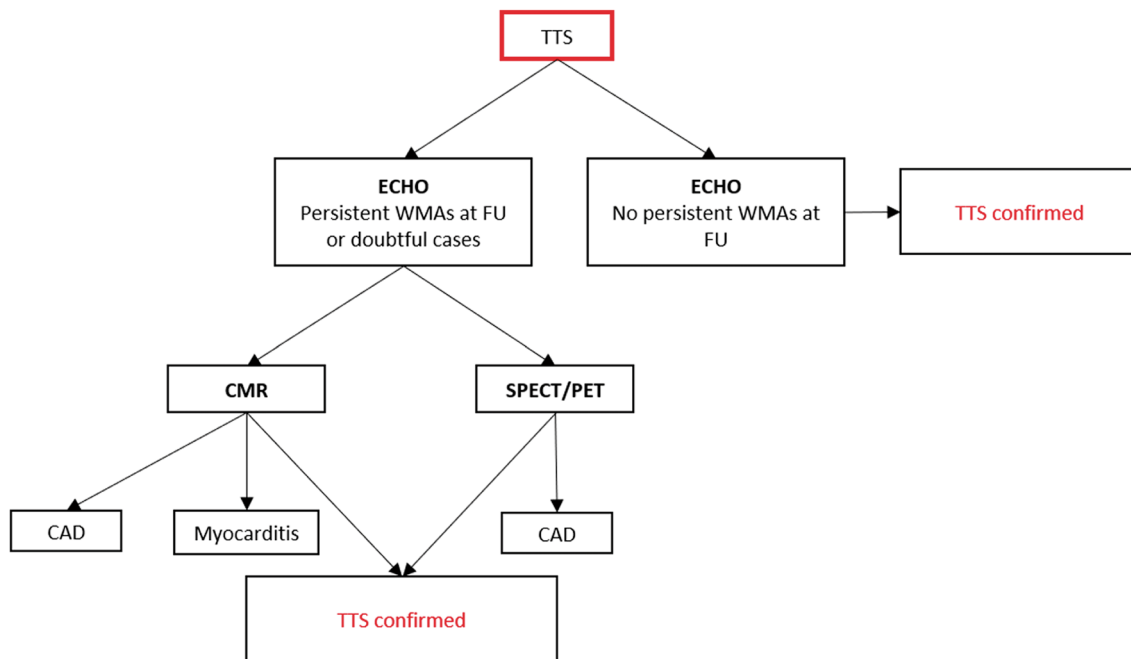 TTS
ECHO
Persistent WMAs at FU
or doubtful cases
ECHO
No persistent WMAs at
FU
TTS confirmed
CMR
SPECT/PET
CAD
Myocarditis
CAD
TTS confirmed